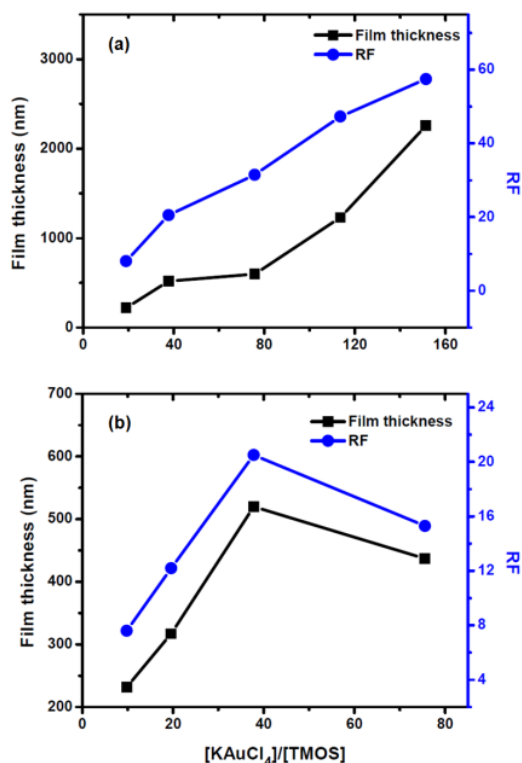 (a)
Film thickness
RF
Film thickness (nm)
3000
2000
1000
0
RF
60
40
20
0
0 40 80 120 160
(b)
Film thickness
RF
Film thickness (nm)
700
600
500
400
300
200
RF
24
20
16
12
8
4
0 20 40 60 80
[KAuCl4]/[TMOS]